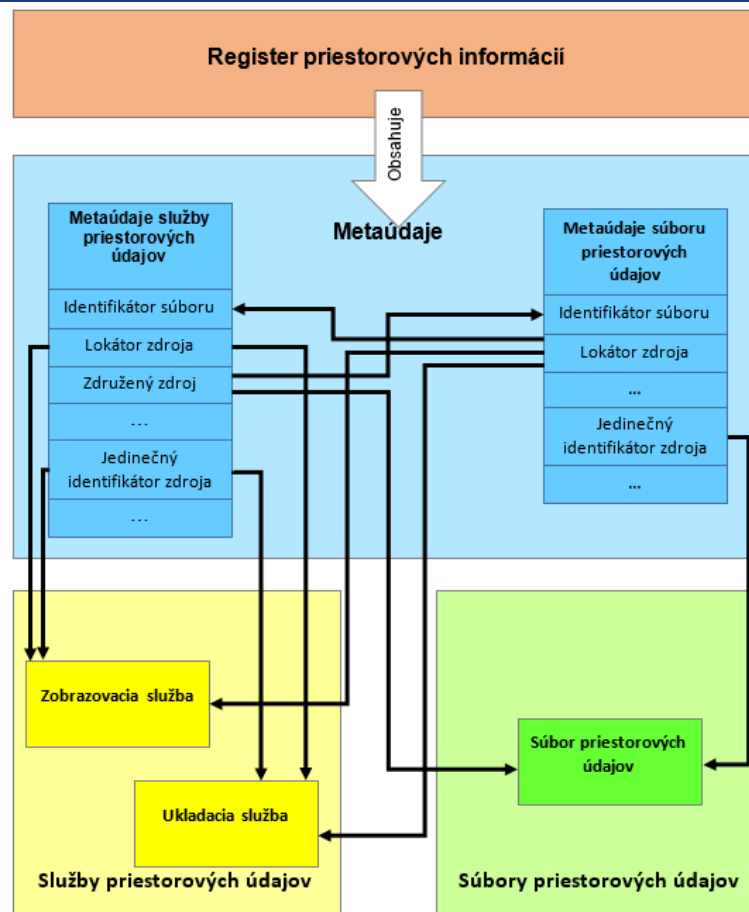 Register priestorových informácií
Obsahuje
Metaúdaje
Metaúdaje služby
priestorových
údajov
Identifikátor súboru
Lokátor zdroja
Združený zdroj
...
Jedinečný
identifikátor zdroja
...
Metaúdaje súboru
priestorových
údajov
Identifikátor súboru
Lokátor zdroja
...
Jedinečný
identifikátor zdroja
...
Zobrazovacia služba
Ukladacia služba
Služby priestorových údajov
Súbor priestorových
údajov
Súbory priestorových údajov